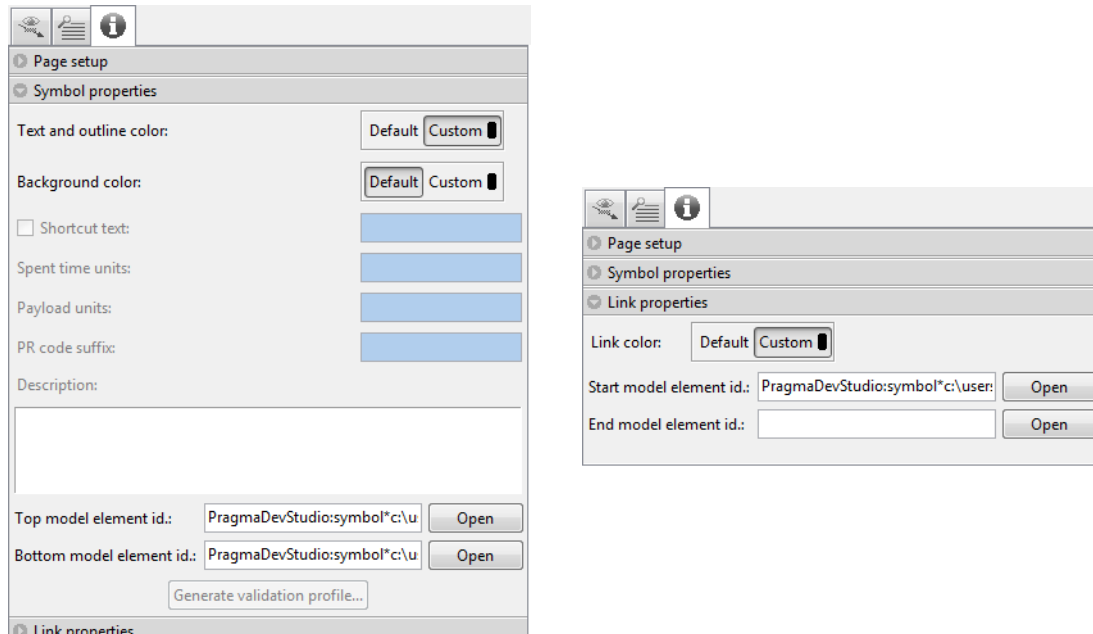 Page setup
Symbol properties
Text and outline color: Default Custom
Background color: Default Custom
Shortcut text:
Spent time units:
Payload units:
PR code suffix:
Description:
Top model element id.: PragmaDevStudio:symbol*c:\u Open
Bottom model element id.: PragmaDevStudio:symbol*c:\u Open
Generate validation profile...
Link properties
Page setup
Symbol properties
Link properties
Link color: Default Custom
Start model element id.: PragmaDevStudio:symbol*c:\user Open
End model element id.: Open